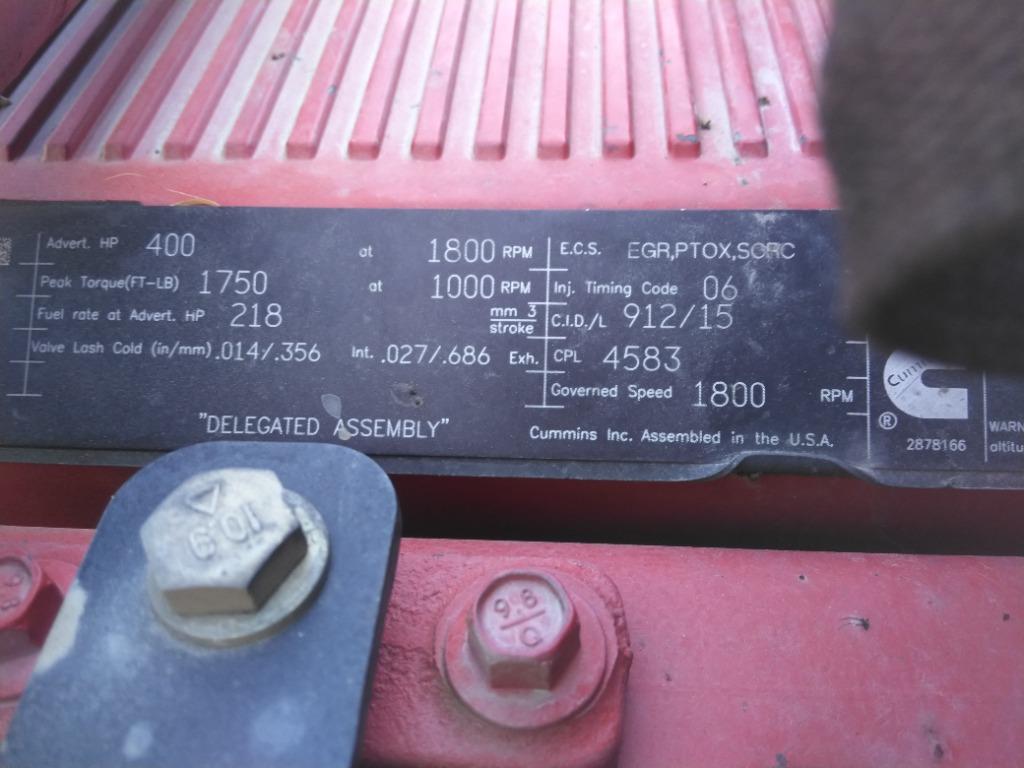 Advert. HP 400 at 1800 RPM
Peak Torque(FT-LB) 1750 at 1000 RPM
Fuel rate at Advert. HP 218 mm 3
stroke
Valve Lash Cold (in/mm) .014/.356 Int. .027/.686 Exh.
"DELEGATED ASSEMBLY"
E.C.S. EGR,PTOX,SCRC
Inj. Timing Code 06
C.I.D./L 912/15
CPL 4583
Governed Speed 1800 RPM
Cummins Inc. Assembled in the U.S.A.
®
2878166
10.9
9.8